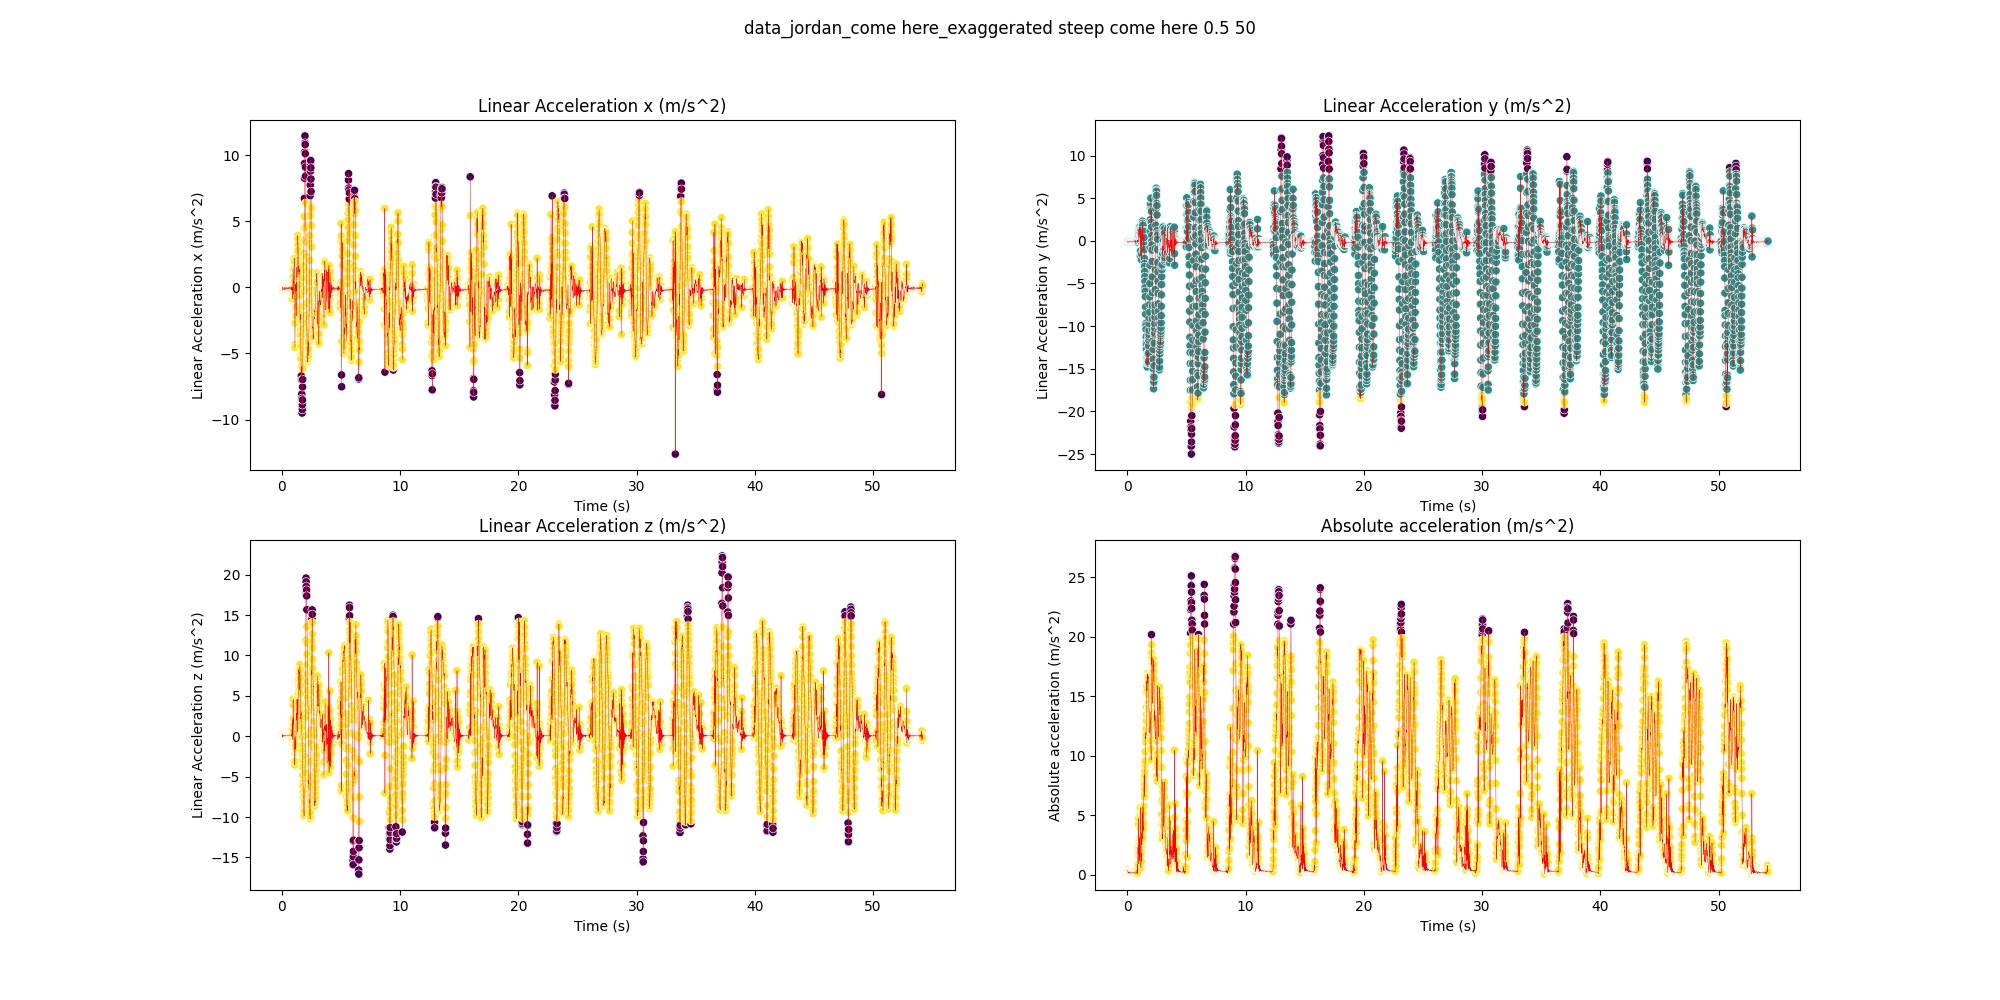 data_jordan_come here_exaggerated steep come here 0.5 50
Linear Acceleration x (m/s^2)
Linear Acceleration x (m/s^2)
10
5
0
−5
−10
0 10 20 30 40 50
Time (s)
Linear Acceleration y (m/s^2)
Linear Acceleration y (m/s^2)
10
5
0
−5
−10
−15
−20
−25
0 10 20 30 40 50
Time (s)
Linear Acceleration z (m/s^2)
Linear Acceleration z (m/s^2)
20
15
10
5
0
−5
−10
−15
0 10 20 30 40 50
Time (s)
Absolute acceleration (m/s^2)
Absolute acceleration (m/s^2)
25
20
15
10
5
0
0 10 20 30 40 50
Time (s)